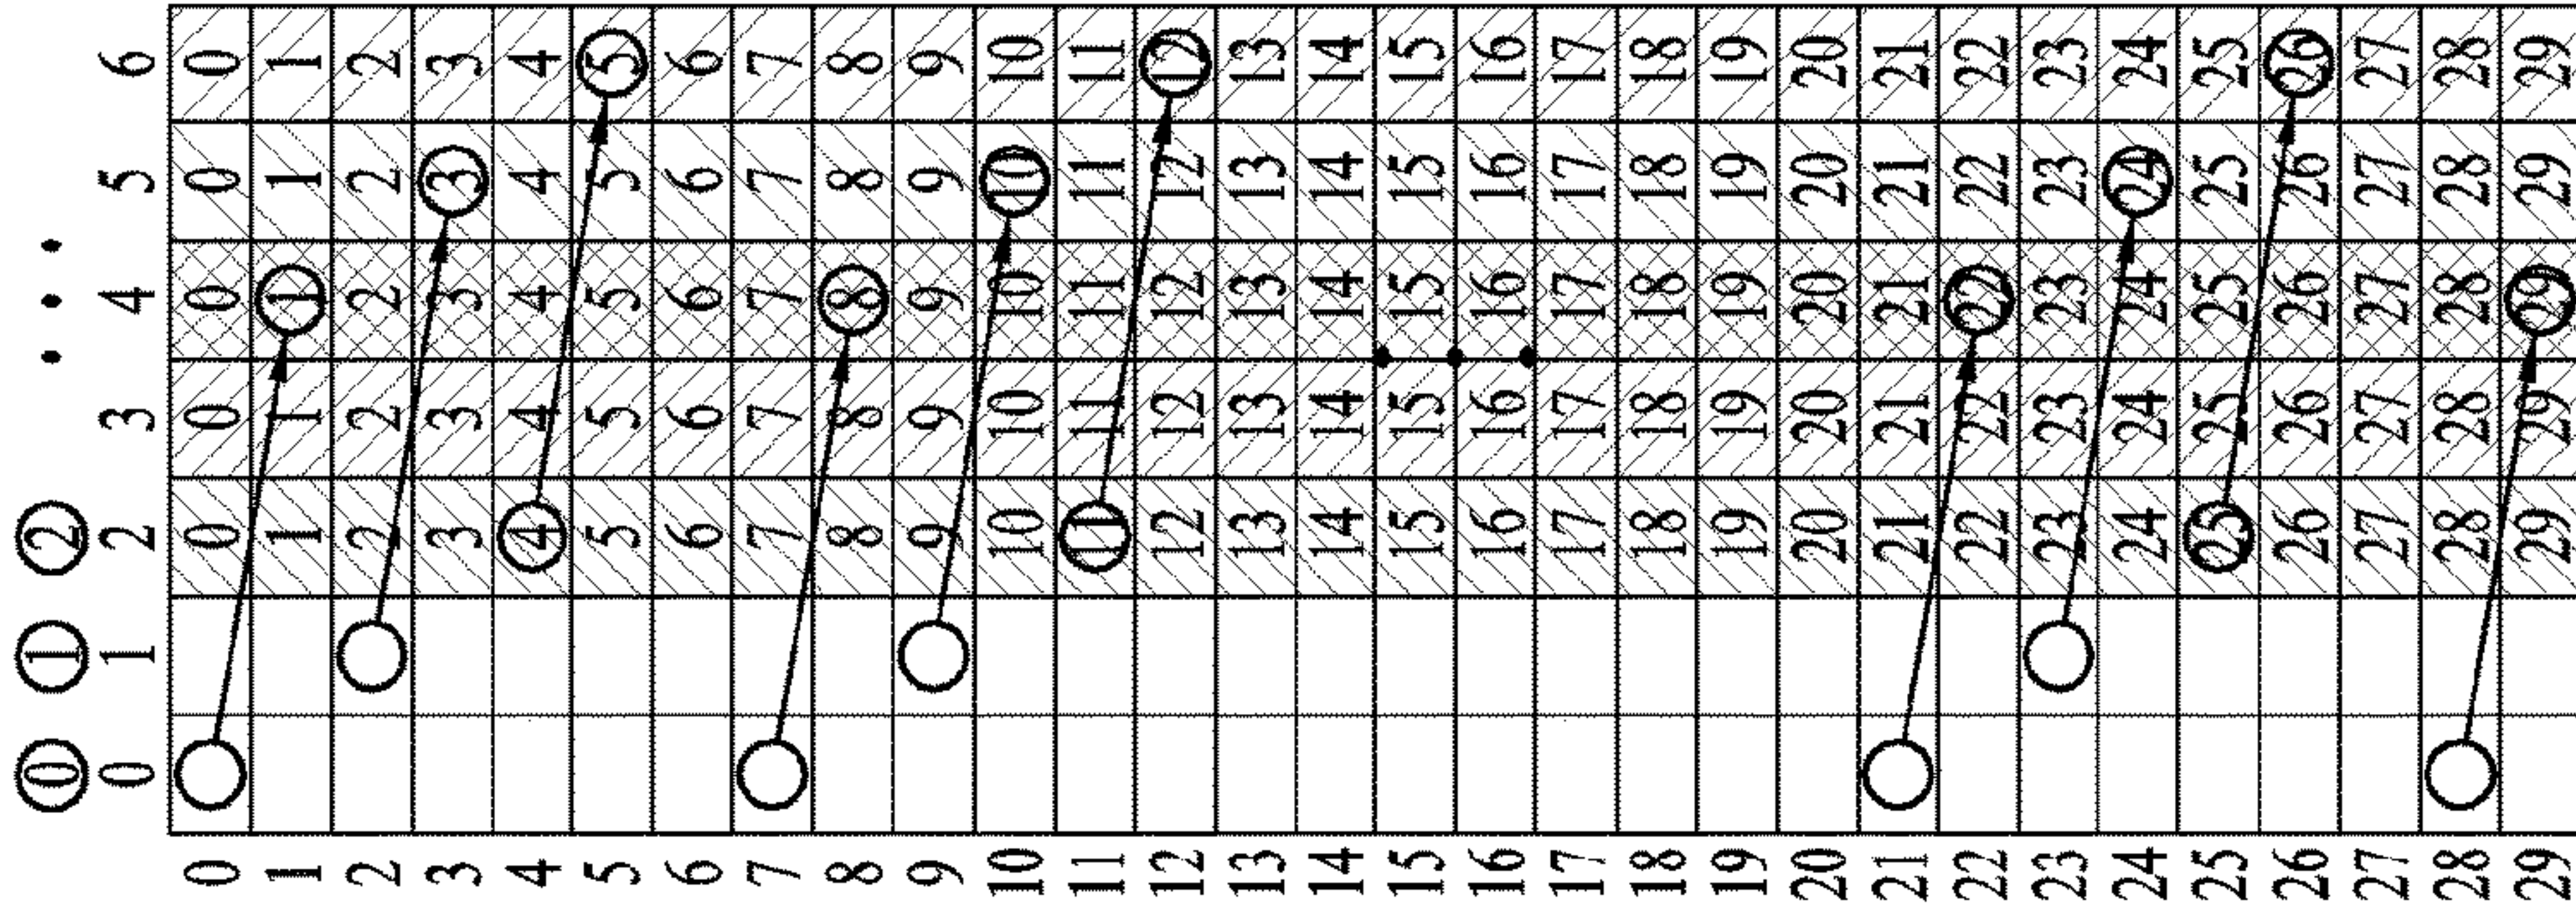 0 1 2 • • •
0 1 2 3 4 5 6
0 0 0 0 0 0
1 1 1 1 1 1
2 2 2 2 2 2
3 3 3 3 3 3
4 4 4 4 4 4
5 5 5 5 5 5
6 6 6 6 6 6
7 7 7 7 7 7
8 8 8 8 8 8
9 9 9 9 9 9
10 10 10 10 10 10
11 11 11 11 11 11
12 12 12 12 12 12
13 13 13 13 13 13
14 14 14 14 14 14
15 15 15 15 15 15
16 16 16 16 16 16
17 17 17 17 17 17
18 18 18 18 18 18
19 19 19 19 19 19
20 20 20 20 20 20
21 21 21 21 21 21
22 22 22 22 22 22
23 23 23 23 23 23
24 24 24 24 24 24
25 25 25 25 25 25
26 26 26 26 26 26
27 27 27 27 27 27
28 28 28 28 28 28
29 29 29 29 29 29